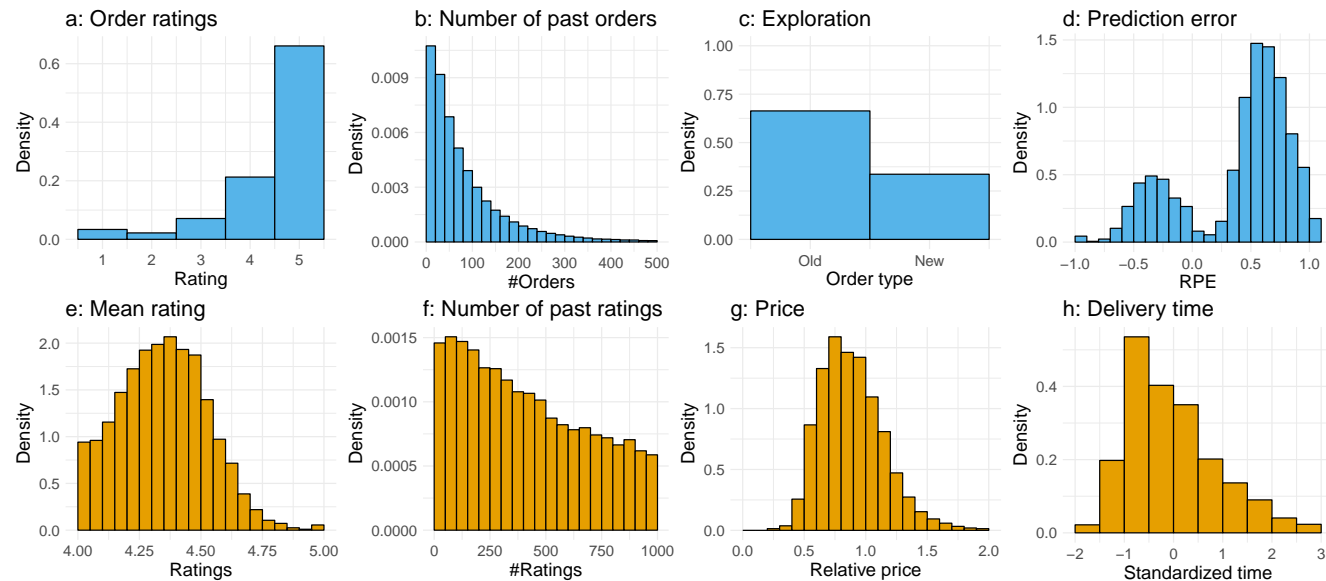 a: Order ratings
0.6
0.4
0.2
0.0
Density
1 2 3 4 5
Rating
b: Number of past orders
0.009
0.006
0.003
0.000
Density
0 100 200 300 400 500
#Orders
c: Exploration
1.00
0.75
0.50
0.25
0.00
Density
Old New
Order type
d: Prediction error
1.5
1.0
0.5
0.0
Density
−1.0 −0.5 0.0 0.5 1.0
RPE
e: Mean rating
2.0
1.5
1.0
0.5
0.0
Density
4.00 4.25 4.50 4.75 5.00
Ratings
f: Number of past ratings
0.0015
0.0010
0.0005
0.0000
Density
0 250 500 750 1000
#Ratings
g: Price
1.5
1.0
0.5
0.0
Density
0.0 0.5 1.0 1.5 2.0
Relative price
h: Delivery time
0.4
0.2
0.0
Density
−2 −1 0 1 2 3
Standardized time